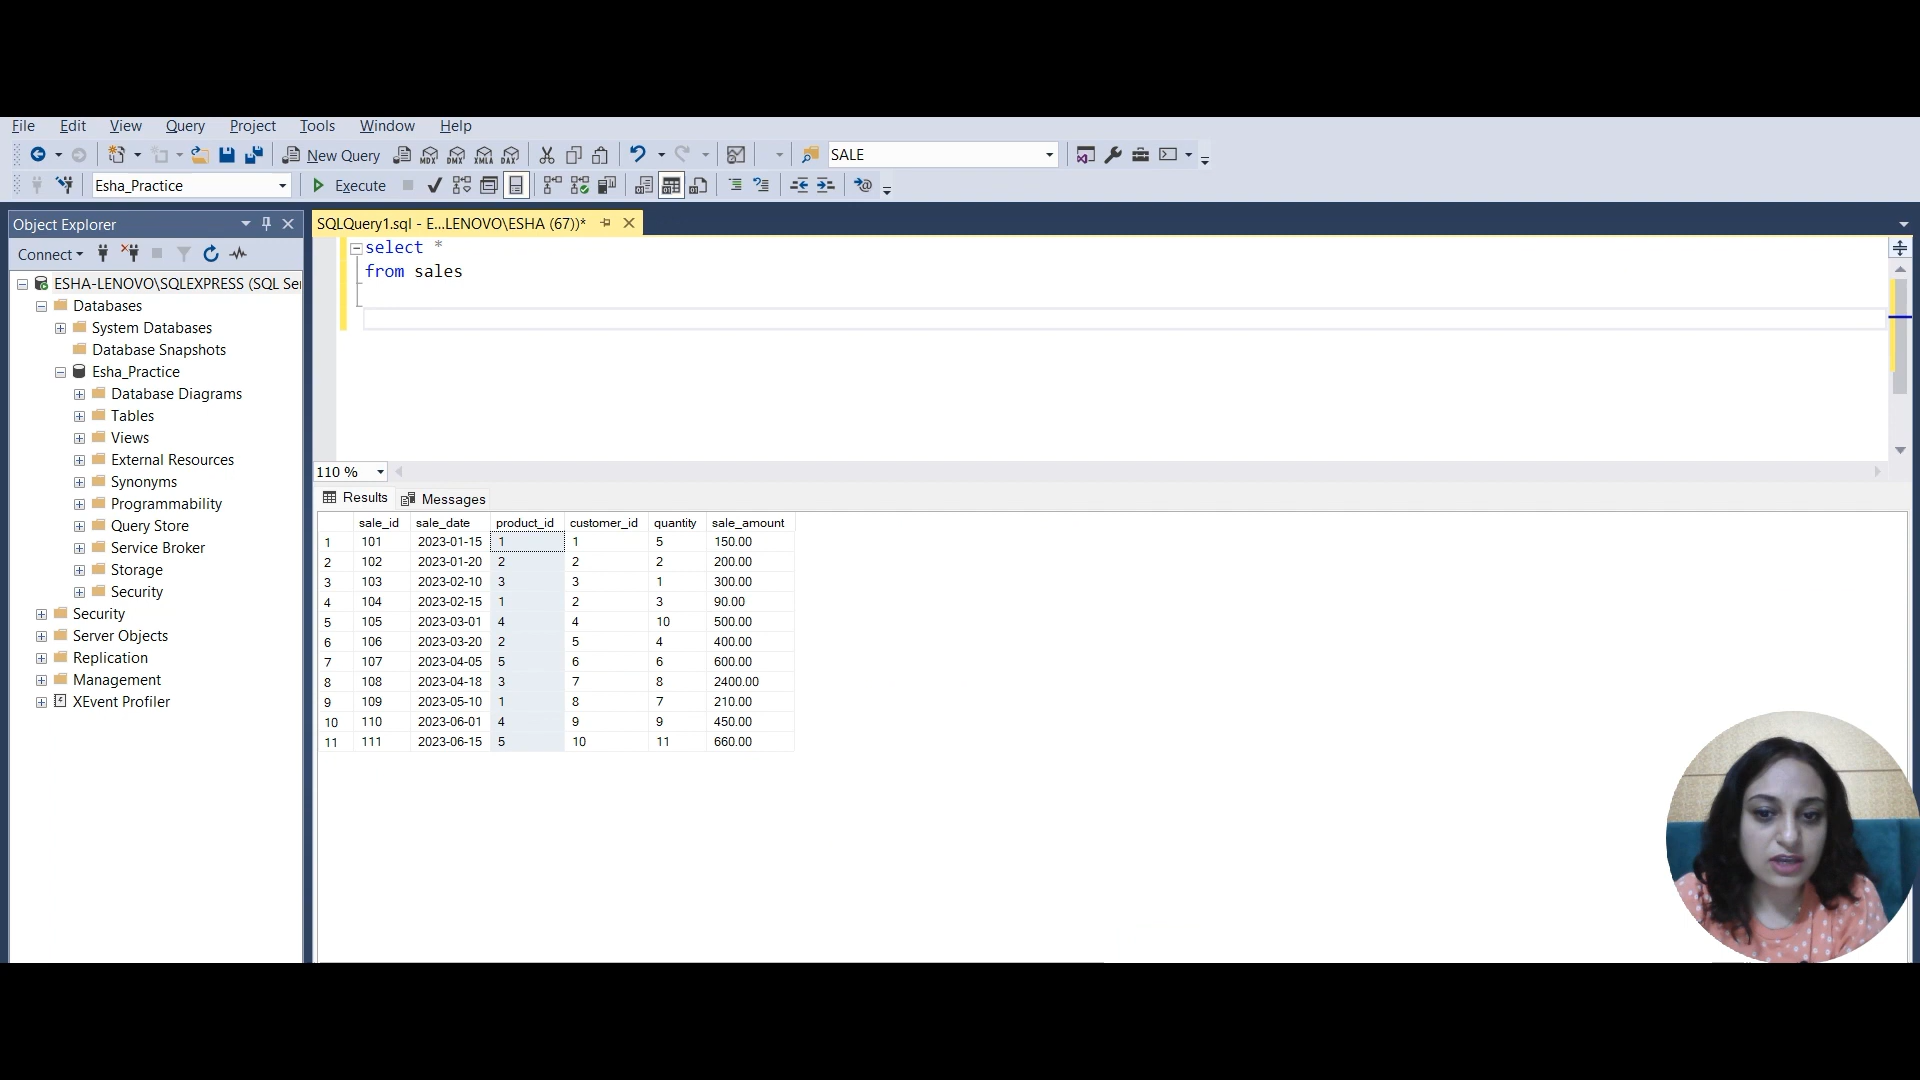 File Edit View Query Project Tools Window Help
New Query MDX DMX XMLA DAX SALE
Esha_Practice Execute
Object Explorer
Connect
ESHA-LENOVO\SQLEXPRESS (SQL Ser
Databases
System Databases
Database Snapshots
Esha_Practice
Database Diagrams
Tables
Views
External Resources
Synonyms
Programmability
Query Store
Service Broker
Storage
Security
Security
Server Objects
Replication
Management
XEvent Profiler
SQLQuery1.sql - E...LENOVO\ESHA (67))*
select *
from sales
110 %
Results Messages
sale_id sale_date product_id customer_id quantity sale_amount
1 101 2023-01-15 1 1 5 150.00
2 102 2023-01-20 2 2 2 200.00
3 103 2023-02-10 3 3 1 300.00
4 104 2023-02-15 1 2 3 90.00
5 105 2023-03-01 4 4 10 500.00
6 106 2023-03-20 2 5 4 400.00
7 107 2023-04-05 5 6 6 600.00
8 108 2023-04-18 3 7 8 2400.00
9 109 2023-05-10 1 8 7 210.00
10 110 2023-06-01 4 9 9 450.00
11 111 2023-06-15 5 10 11 660.00